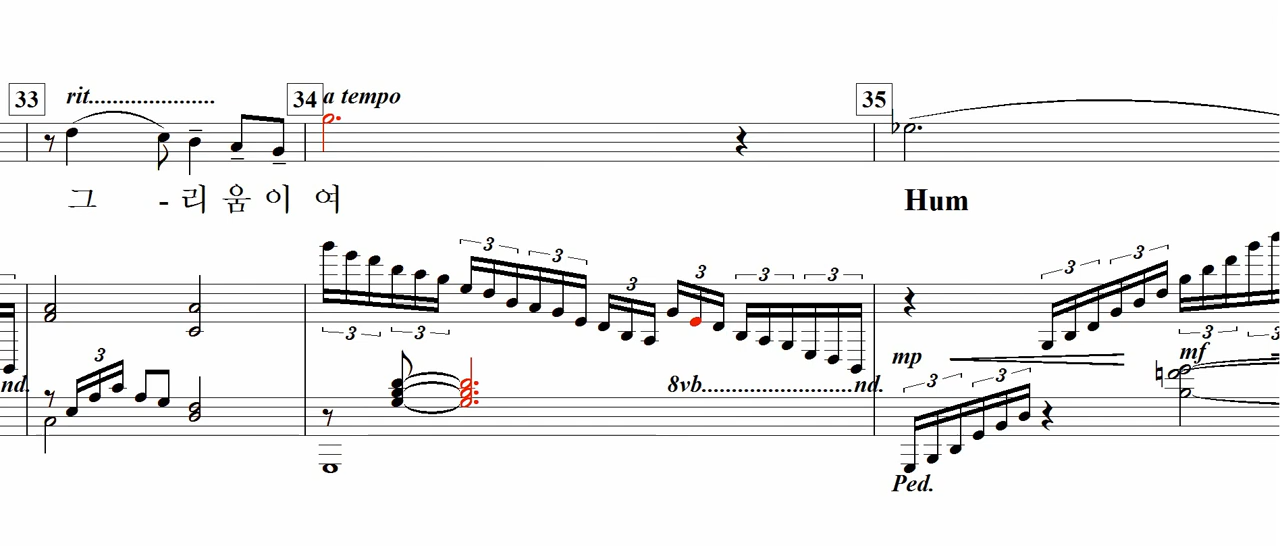 33 rit..................... 34 a tempo 35
그 - 리 움 이 여 Hum
3 3 3 3 3 3 3 3 3
3 3 3 3
3 mp mf
nd. 8vb..........................nd. 3 3
Ped.